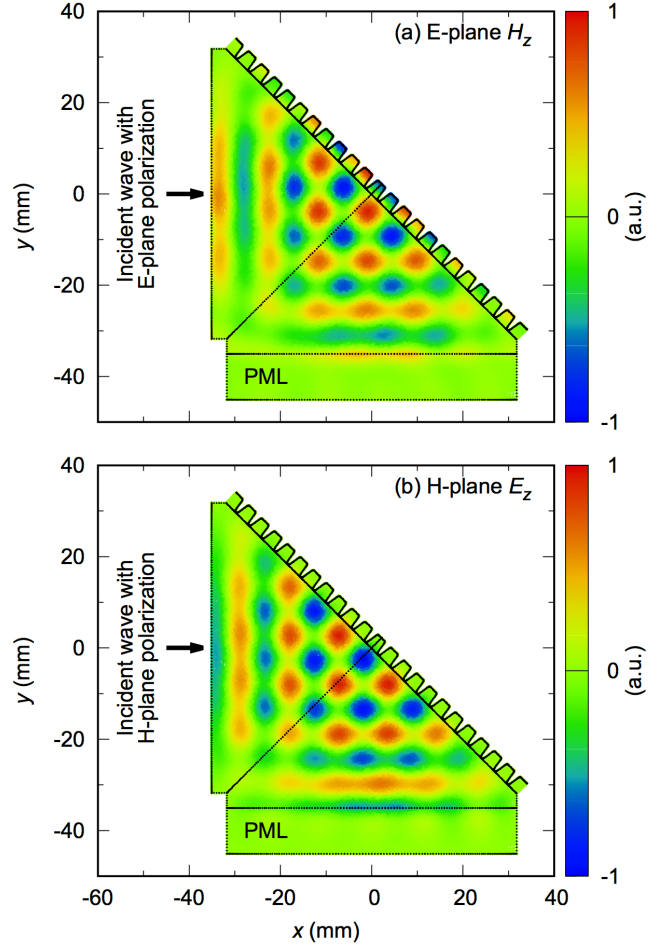 (a) E-plane Hz
40
20
0
-20
-40
y (mm)
Incident wave with
E-plane polarization
PML
1
0
-1
(a.u.)
(b) H-plane Ez
40
20
0
-20
-40
y (mm)
Incident wave with
H-plane polarization
PML
1
0
-1
(a.u.)
-60 -40 -20 0 20 40
x (mm)